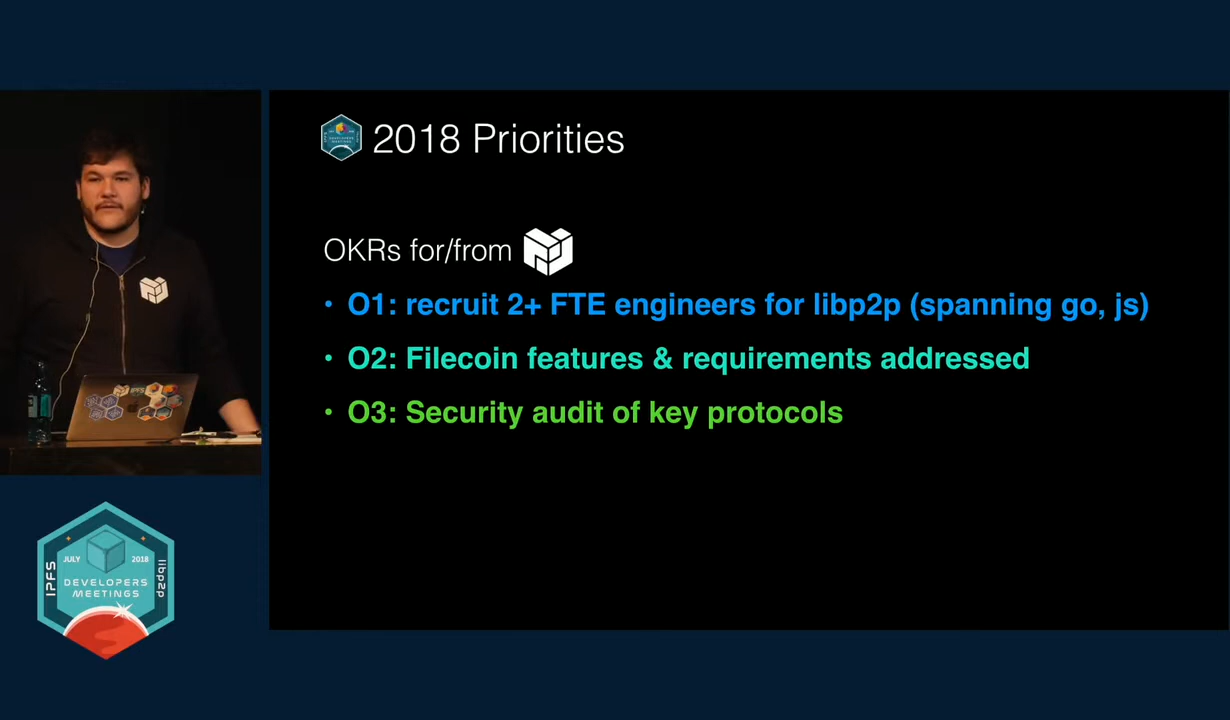 2018 Priorities
OKRs for/from
• O1: recruit 2+ FTE engineers for libp2p (spanning go, js)
• O2: Filecoin features & requirements addressed
• O3: Security audit of key protocols
JULY 2018
IPFS
DEVELOPERS
MEETINGS
libp2p